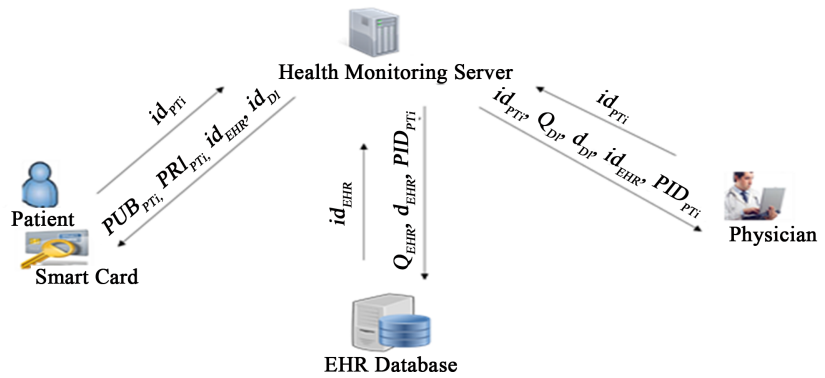 Health Monitoring Server
id_PTi
PUB_PTi, PR1_PTi, id_EHR, id_Di
id_EHR
Q_EHR, d_EHR, PID_PTi
id_PTi
id_PTi, Q_Di, d_Di, id_EHR, PID_PTi
Patient
Smart Card
Physician
EHR Database